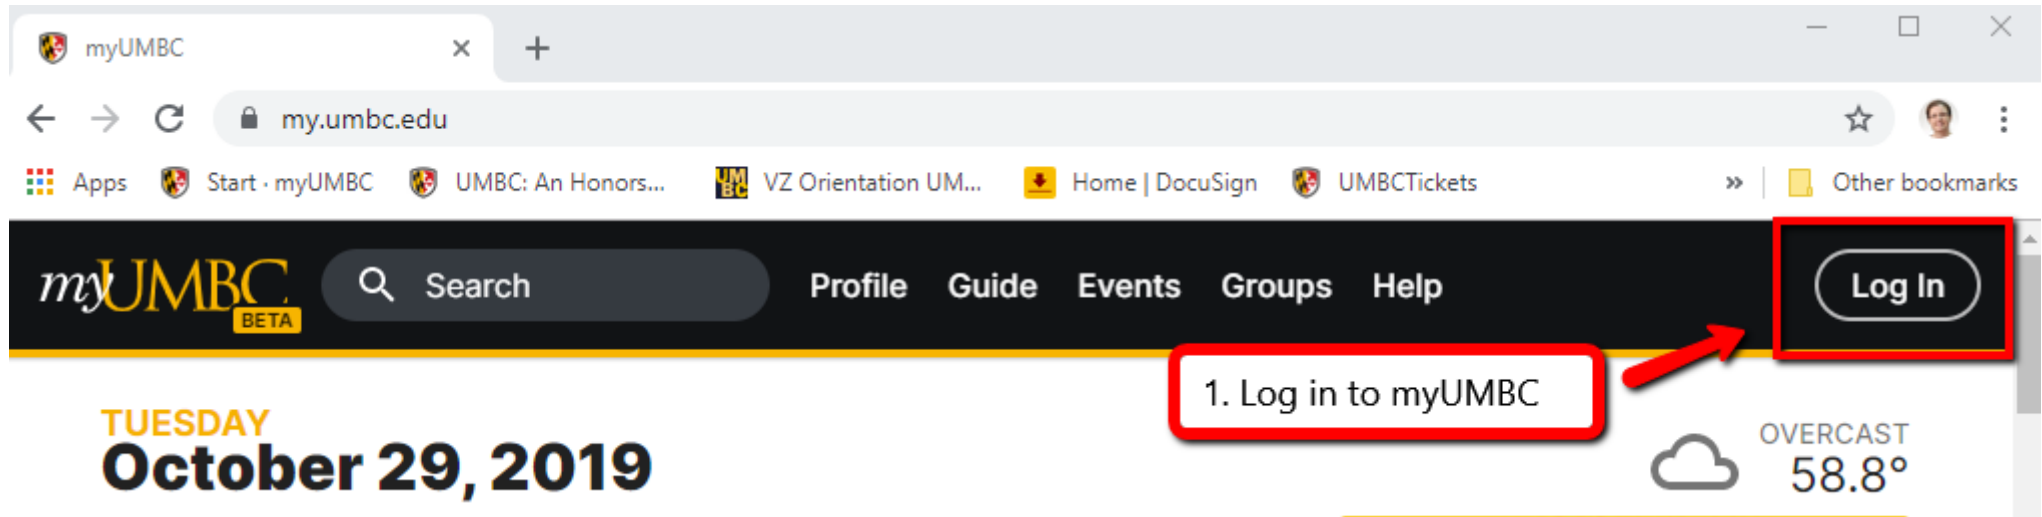 myUMBC
my.umbc.edu
Apps Start · myUMBC UMBC: An Honors... UMBC VZ Orientation UM... Home | DocuSign UMBCTickets » Other bookmarks
myUMBC BETA Search Profile Guide Events Groups Help Log In
1. Log in to myUMBC
TUESDAY
October 29, 2019
OVERCAST
58.8°